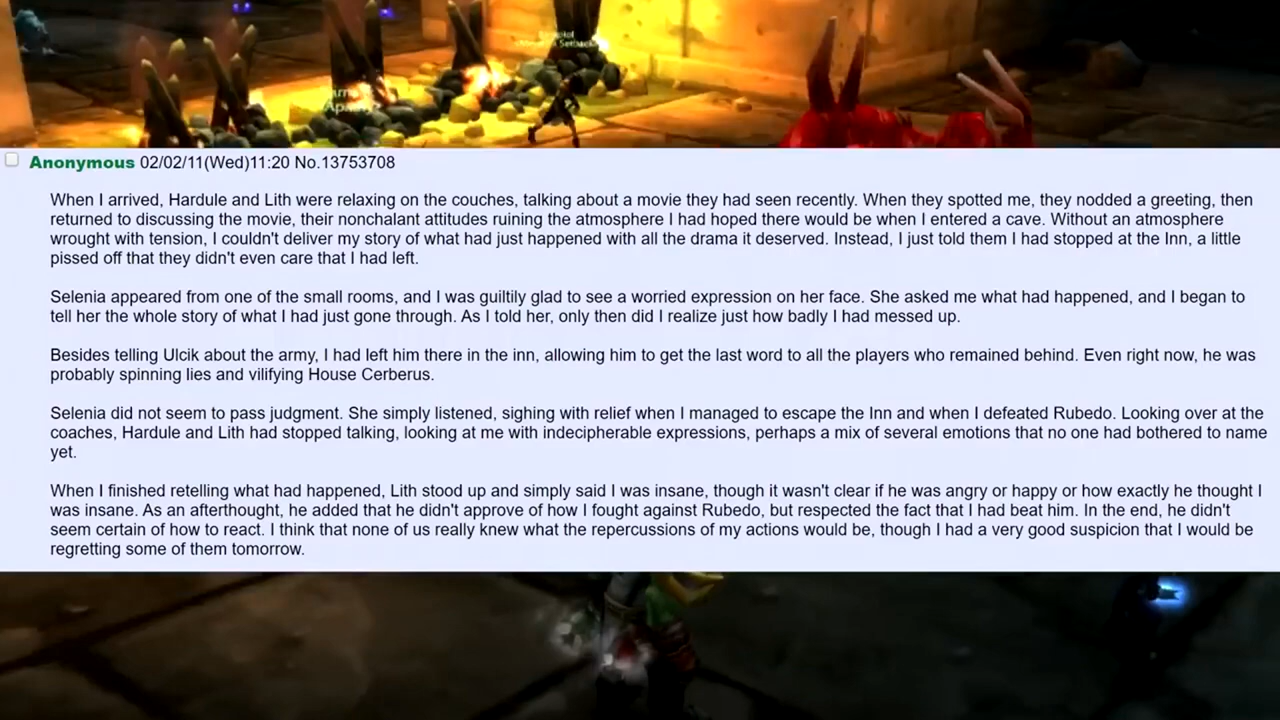 Anonymous 02/02/11(Wed)11:20 No.13753708
When I arrived, Hardule and Lith were relaxing on the couches, talking about a movie they had seen recently. When they spotted me, they nodded a greeting, then
returned to discussing the movie, their nonchalant attitudes ruining the atmosphere I had hoped there would be when I entered a cave. Without an atmosphere
wrought with tension, I couldn't deliver my story of what had just happened with all the drama it deserved. Instead, I just told them I had stopped at the Inn, a little
pissed off that they didn't even care that I had left.
Selenia appeared from one of the small rooms, and I was guiltily glad to see a worried expression on her face. She asked me what had happened, and I began to
tell her the whole story of what I had just gone through. As I told her, only then did I realize just how badly I had messed up.
Besides telling Ulcik about the army, I had left him there in the inn, allowing him to get the last word to all the players who remained behind. Even right now, he was
probably spinning lies and vilifying House Cerberus.
Selenia did not seem to pass judgment. She simply listened, sighing with relief when I managed to escape the Inn and when I defeated Rubedo. Looking over at the
coaches, Hardule and Lith had stopped talking, looking at me with indecipherable expressions, perhaps a mix of several emotions that no one had bothered to name
yet.
When I finished retelling what had happened, Lith stood up and simply said I was insane, though it wasn't clear if he was angry or happy or how exactly he thought I
was insane. As an afterthought, he added that he didn't approve of how I fought against Rubedo, but respected the fact that I had beat him. In the end, he didn't
seem certain of how to react. I think that none of us really knew what the repercussions of my actions would be, though I had a very good suspicion that I would be
regretting some of them tomorrow.